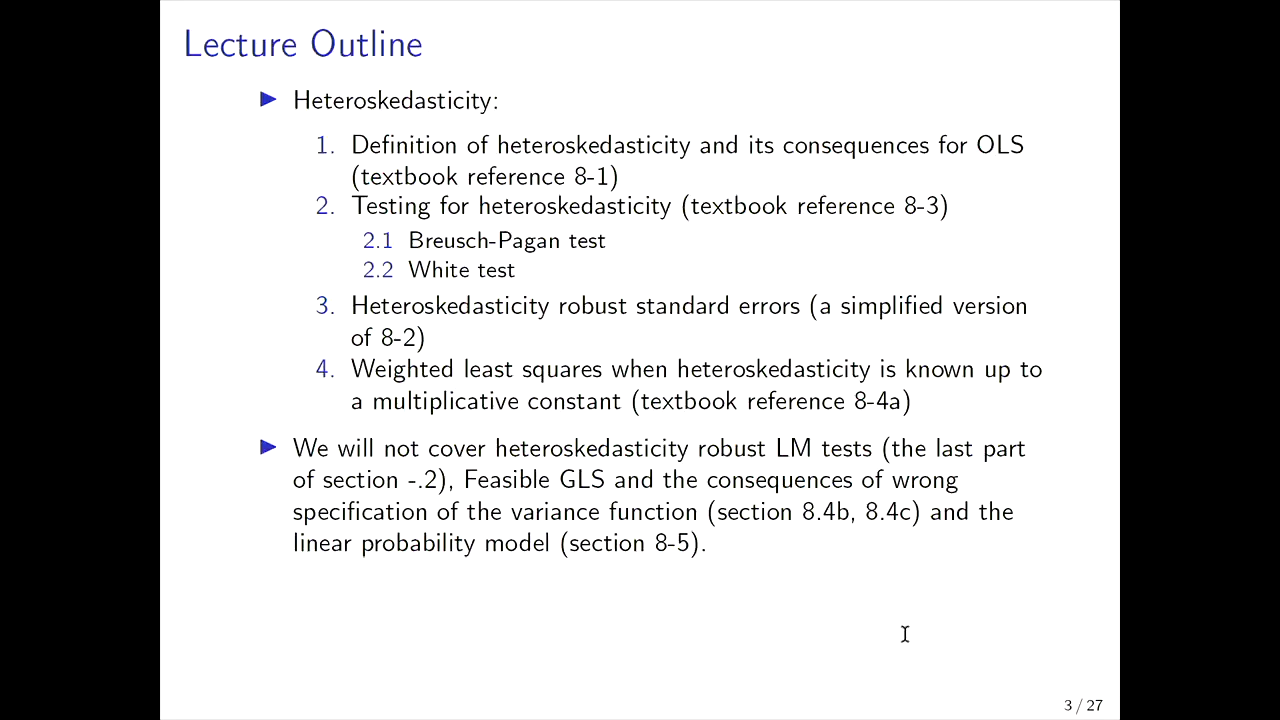 Lecture Outline
Heteroskedasticity:
1. Definition of heteroskedasticity and its consequences for OLS
(textbook reference 8-1)
2. Testing for heteroskedasticity (textbook reference 8-3)
2.1 Breusch-Pagan test
2.2 White test
3. Heteroskedasticity robust standard errors (a simplified version
of 8-2)
4. Weighted least squares when heteroskedasticity is known up to
a multiplicative constant (textbook reference 8-4a)
We will not cover heteroskedasticity robust LM tests (the last part
of section -.2), Feasible GLS and the consequences of wrong
specification of the variance function (section 8.4b, 8.4c) and the
linear probability model (section 8-5).
3 / 27